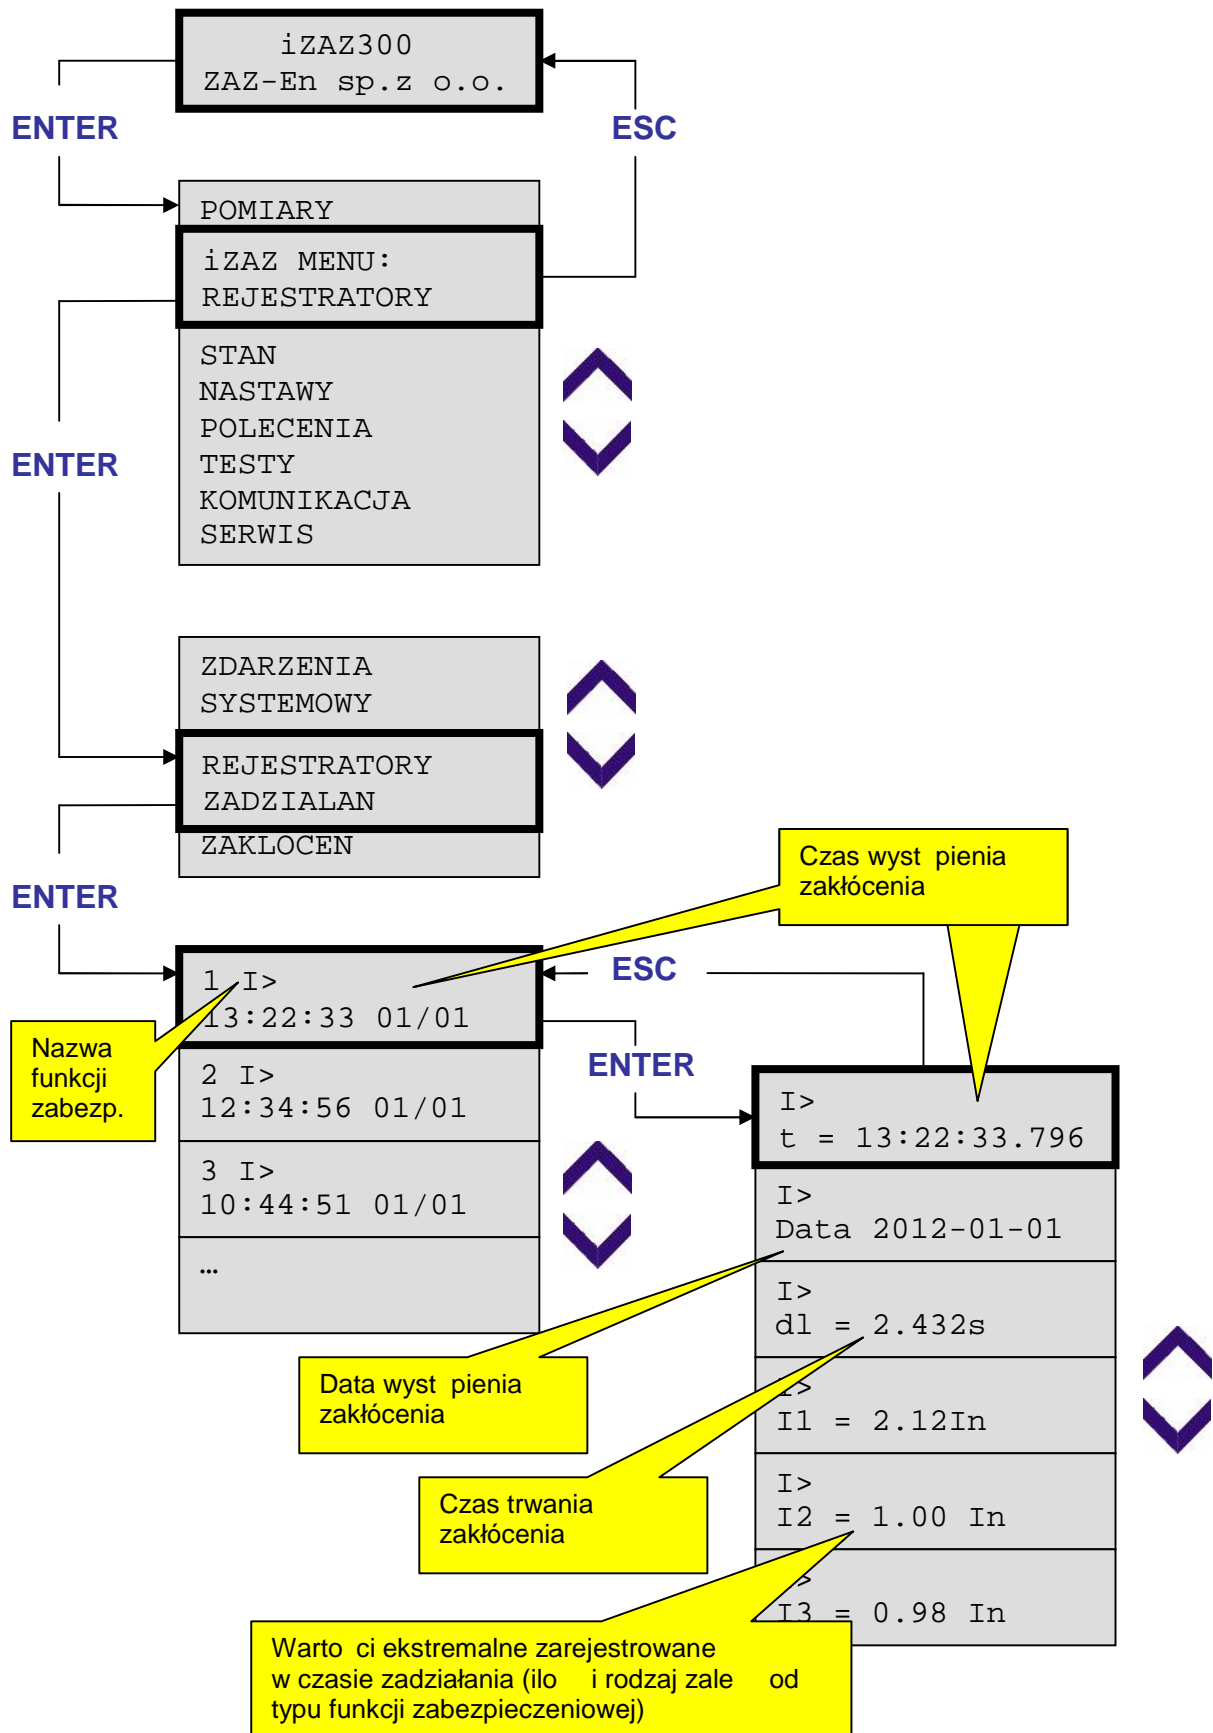 iZAZ300
ZAZ-En sp.z o.o.
ENTER
ESC
POMIARY
iZAZ MENU:
REJESTRATORY
STAN
NASTAWY
POLECENIA
TESTY
KOMUNIKACJA
SERWIS
ENTER
ZDARZENIA
SYSTEMOWY
REJESTRATORY
ZADZIALAN
ZAKLOCEN
ENTER
Czas wyst pienia
zakłócenia
1 I>
13:22:33 01/01
ESC
Nazwa
funkcji
zabezp.
2 I>
12:34:56 01/01
ENTER
3 I>
10:44:51 01/01
…
I>
t = 13:22:33.796
I>
Data 2012-01-01
I>
dl = 2.432s
I>
I1 = 2.12In
I>
I2 = 1.00 In
I>
I3 = 0.98 In
Data wyst pienia
zakłócenia
Czas trwania
zakłócenia
Warto ci ekstremalne zarejestrowane
w czasie zadziałania (ilo i rodzaj zale od
typu funkcji zabezpieczeniowej)